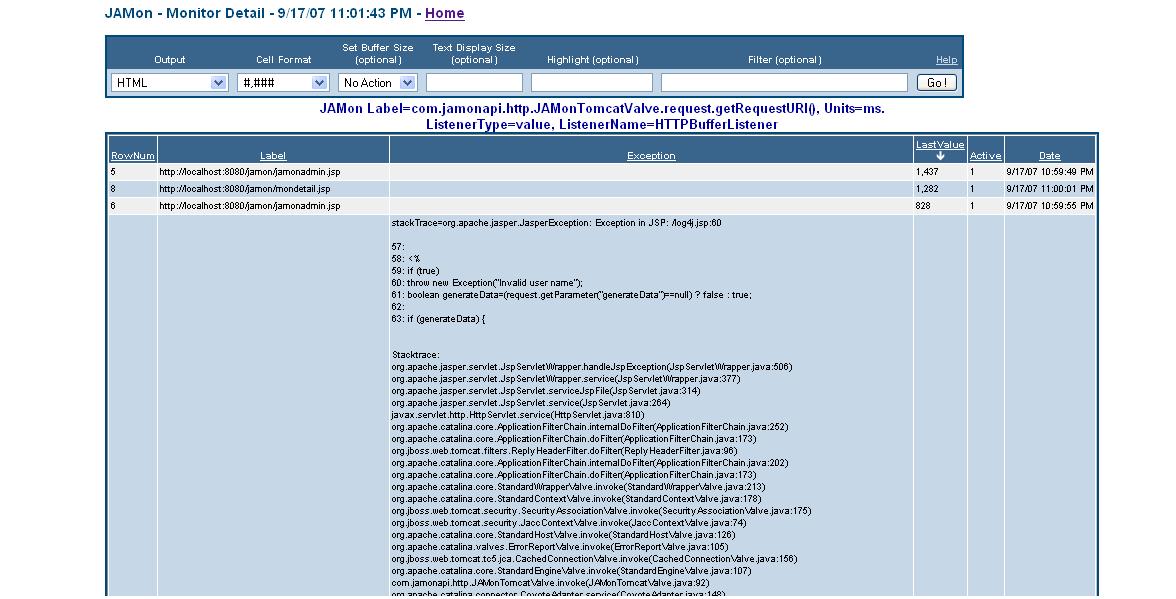 JAMon - Monitor Detail - 9/17/07 11:01:43 PM - Home
Output Cell Format Set Buffer Size (optional) Text Display Size (optional) Highlight (optional) Filter (optional) Help
HTML #,### No Action Go !
JAMon Label=com.jamonapi.http.JAMonTomcatValve.request.getRequestURI(), Units=ms.
ListenerType=value, ListenerName=HTTPBufferListener
RowNum Label Exception LastValue Active Date
5 http://localhost:8080/jamon/jamonadmin.jsp 1,437 1 9/17/07 10:59:49 PM
8 http://localhost:8080/jamon/mondetail.jsp 1,282 1 9/17/07 11:00:01 PM
6 http://localhost:8080/jamon/jamonadmin.jsp 828 1 9/17/07 10:59:55 PM
stackTrace=org.apache.jasper.JasperException: Exception in JSP: /log4j.jsp:60
57:
58: <%
59: if (true)
60: throw new Exception("Invalid user name");
61: boolean generateData=(request.getParameter("generateData")==null) ? false : true;
62:
63: if (generateData) {
Stacktrace:
org.apache.jasper.servlet.JspServletWrapper.handleJspException(JspServletWrapper.java:506)
org.apache.jasper.servlet.JspServletWrapper.service(JspServletWrapper.java:377)
org.apache.jasper.servlet.JspServlet.serviceJspFile(JspServlet.java:314)
org.apache.jasper.servlet.JspServlet.service(JspServlet.java:264)
javax.servlet.http.HttpServlet.service(HttpServlet.java:810)
org.apache.catalina.core.ApplicationFilterChain.internalDoFilter(ApplicationFilterChain.java:252)
org.apache.catalina.core.ApplicationFilterChain.doFilter(ApplicationFilterChain.java:173)
org.jboss.web.tomcat.filters.ReplyHeaderFilter.doFilter(ReplyHeaderFilter.java:96)
org.apache.catalina.core.ApplicationFilterChain.internalDoFilter(ApplicationFilterChain.java:202)
org.apache.catalina.core.ApplicationFilterChain.doFilter(ApplicationFilterChain.java:173)
org.apache.catalina.core.StandardWrapperValve.invoke(StandardWrapperValve.java:213)
org.apache.catalina.core.StandardContextValve.invoke(StandardContextValve.java:178)
org.jboss.web.tomcat.security.SecurityAssociationValve.invoke(SecurityAssociationValve.java:175)
org.jboss.web.tomcat.security.JaccContextValve.invoke(JaccContextValve.java:74)
org.apache.catalina.core.StandardHostValve.invoke(StandardHostValve.java:126)
org.apache.catalina.valves.ErrorReportValve.invoke(ErrorReportValve.java:105)
org.jboss.web.tomcat.tc5.jca.CachedConnectionValve.invoke(CachedConnectionValve.java:156)
org.apache.catalina.core.StandardEngineValve.invoke(StandardEngineValve.java:107)
com.jamonapi.http.JAMonTomcatValve.invoke(JAMonTomcatValve.java:92)
org.apache.catalina.connector.CoyoteAdapter.service(CoyoteAdapter.java:148)